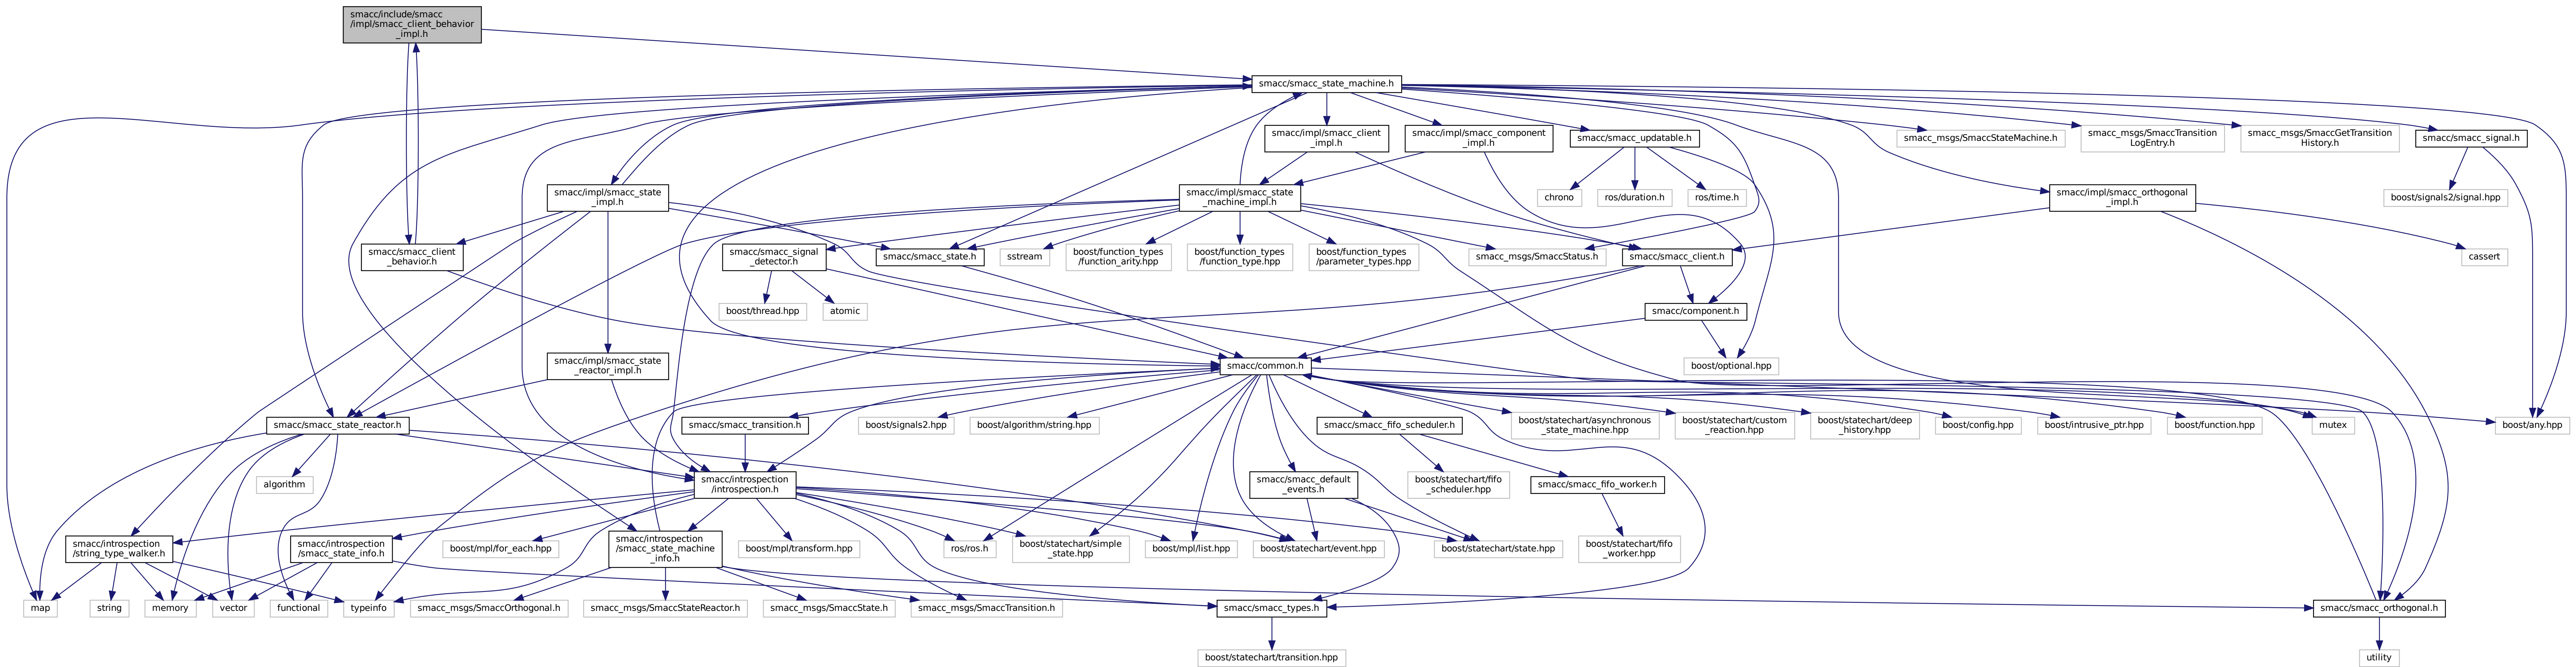 smacc/include/smacc
/impl/smacc_client_behavior
_impl.h
smacc/smacc_state_machine.h
smacc/impl/smacc_client
_impl.h
smacc/impl/smacc_component
_impl.h
smacc/smacc_updatable.h
smacc_msgs/SmaccStateMachine.h
smacc_msgs/SmaccTransition
LogEntry.h
smacc_msgs/SmaccGetTransition
History.h
smacc/smacc_signal.h
smacc/impl/smacc_state
_impl.h
smacc/impl/smacc_state
_machine_impl.h
chrono
ros/duration.h
ros/time.h
smacc/impl/smacc_orthogonal
_impl.h
boost/signals2/signal.hpp
smacc/smacc_client
_behavior.h
smacc/smacc_signal
_detector.h
smacc/smacc_state.h
sstream
boost/function_types
/function_arity.hpp
boost/function_types
/function_type.hpp
boost/function_types
/parameter_types.hpp
smacc_msgs/SmaccStatus.h
smacc/smacc_client.h
cassert
boost/thread.hpp
atomic
smacc/component.h
smacc/impl/smacc_state
_reactor_impl.h
smacc/common.h
boost/optional.hpp
smacc/smacc_state_reactor.h
smacc/smacc_transition.h
boost/signals2.hpp
boost/algorithm/string.hpp
smacc/smacc_fifo_scheduler.h
boost/statechart/asynchronous
_state_machine.hpp
boost/statechart/custom
_reaction.hpp
boost/statechart/deep
_history.hpp
boost/config.hpp
boost/intrusive_ptr.hpp
boost/function.hpp
mutex
boost/any.hpp
algorithm
smacc/introspection
/introspection.h
smacc/smacc_default
_events.h
boost/statechart/fifo
_scheduler.hpp
smacc/smacc_fifo_worker.h
smacc/introspection
/string_type_walker.h
smacc/introspection
/smacc_state_info.h
boost/mpl/for_each.hpp
smacc/introspection
/smacc_state_machine
_info.h
boost/mpl/transform.hpp
ros/ros.h
boost/statechart/simple
_state.hpp
boost/mpl/list.hpp
boost/statechart/event.hpp
boost/statechart/state.hpp
boost/statechart/fifo
_worker.hpp
map
string
memory
vector
functional
typeinfo
smacc_msgs/SmaccOrthogonal.h
smacc_msgs/SmaccStateReactor.h
smacc_msgs/SmaccState.h
smacc_msgs/SmaccTransition.h
smacc/smacc_types.h
smacc/smacc_orthogonal.h
boost/statechart/transition.hpp
utility